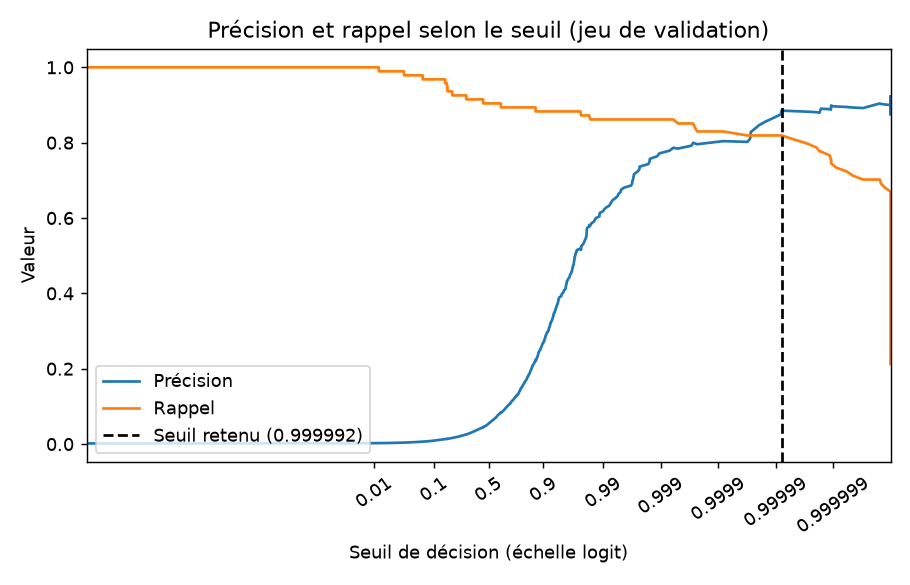 Précision et rappel selon le seuil (jeu de validation)
Valeur
1.0
0.8
0.6
0.4
0.2
0.0
Précision
Rappel
Seuil retenu (0.999992)
0.01
0.1
0.5
0.9
0.99
0.999
0.9999
0.99999
0.999999
Seuil de décision (échelle logit)